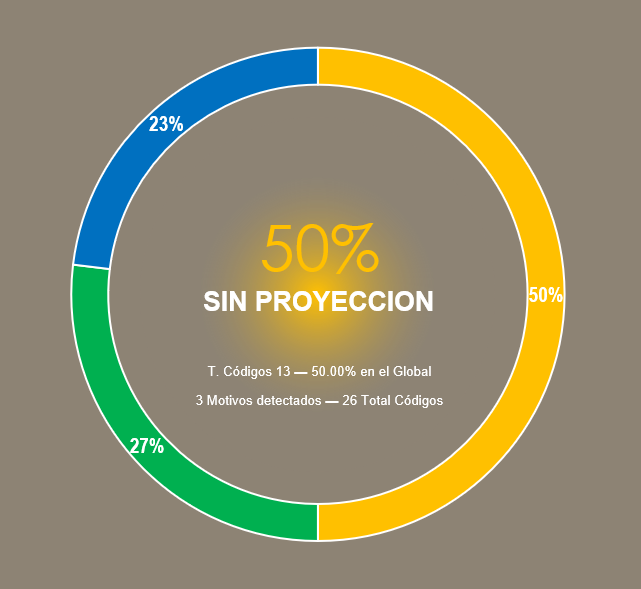 23%
50%
SIN PROYECCION
50%
T. Códigos 13 — 50.00% en el Global
3 Motivos detectados — 26 Total Códigos
27%